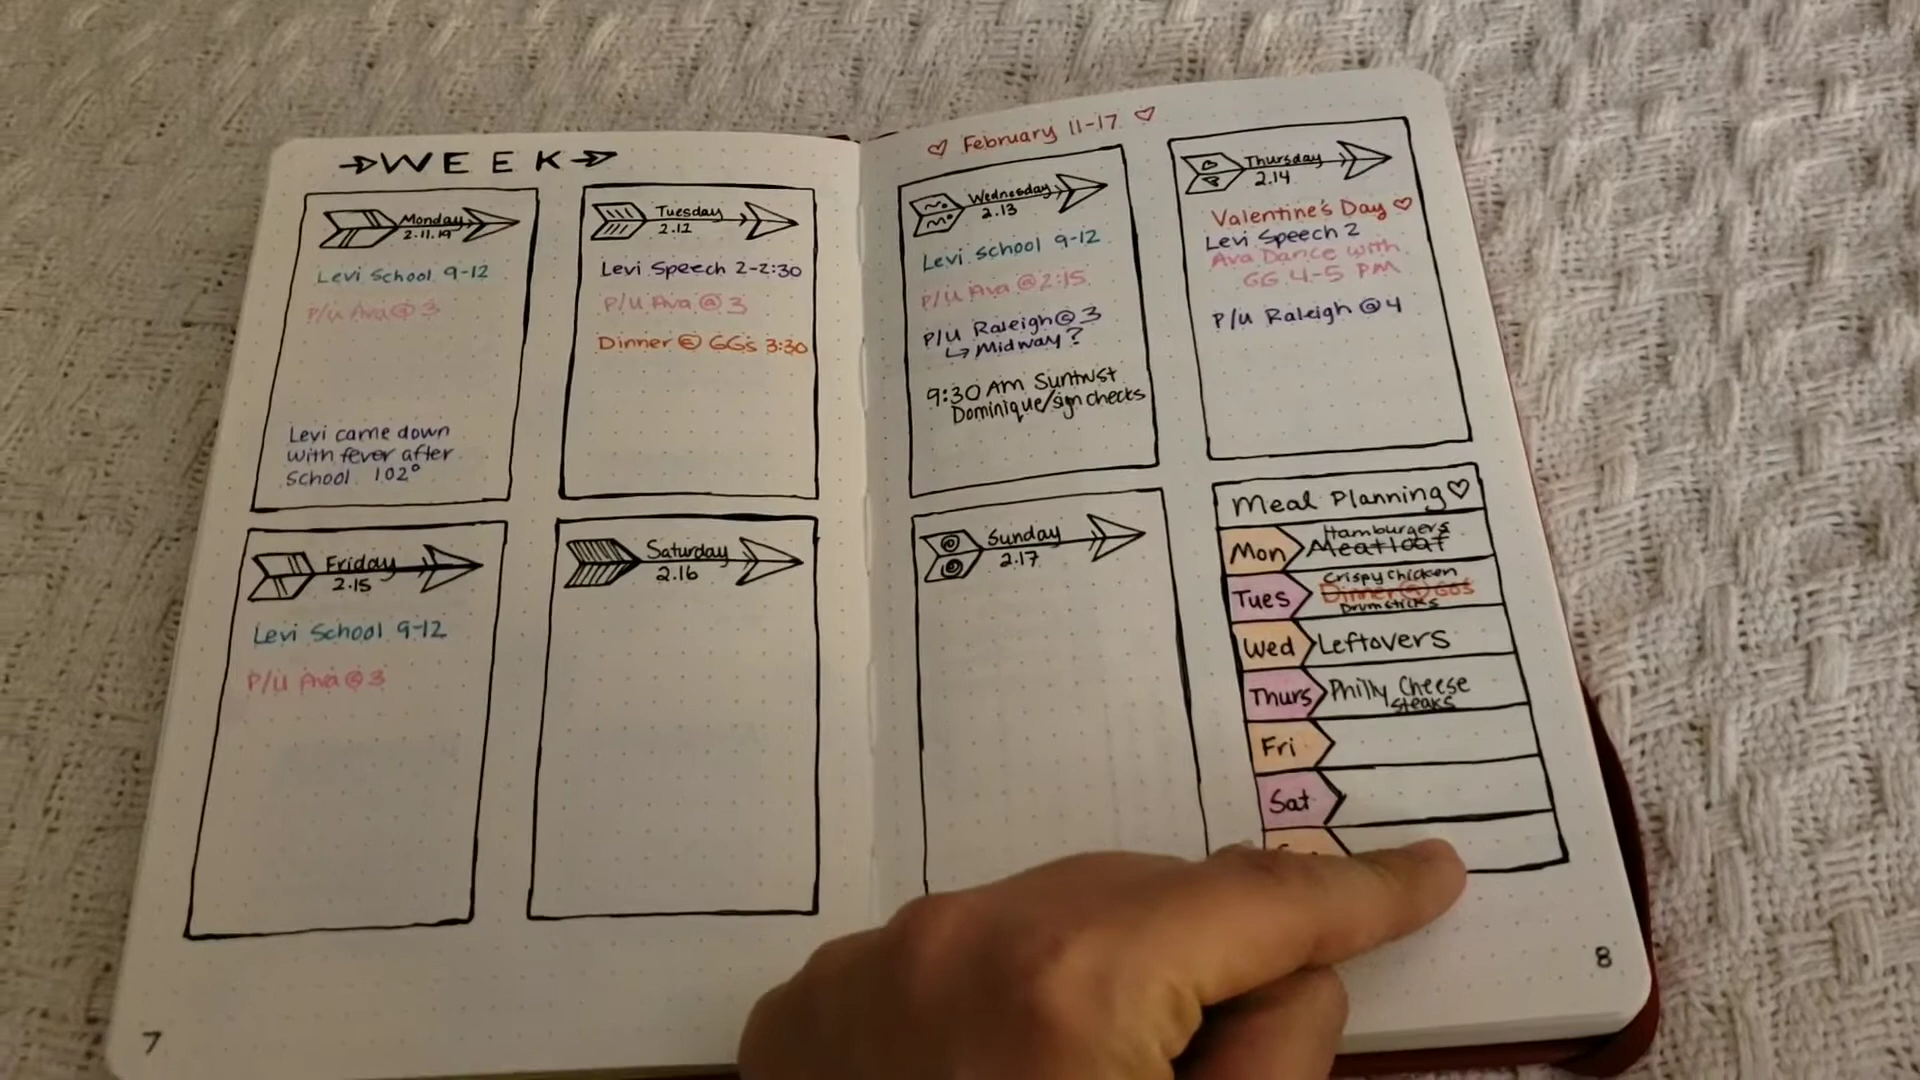 WEEK
Monday
2.11.19
Levi School 9-12
P/U Ava @ 3
Levi came down
with fever after
School 102°
Tuesday
2.12
Levi Speech 2-2:30
P/U Ava @ 3
Dinner @ GGs 3:30
Friday
2.15
Levi School 9-12
P/U Ava @ 3
Saturday
2.16
7
February 11-17
Wednesday
2.13
Levi School 9-12
P/U Ava @ 2:15
P/U Raleigh @ 3
↳ Midway?
9:30 AM Suntrust
Dominique/sign checks
Thursday
2.14
Valentine's Day
Levi Speech 2
Ava Dance with
GG 4-5 PM
P/U Raleigh @ 4
Sunday
2.17
Meal Planning
Mon Hamburgers
Meatloaf
Tues Crispy Chicken
Dinner @ GGs
Drumsticks
Wed Leftovers
Thurs Philly Cheese
Steaks
Fri
Sat
8